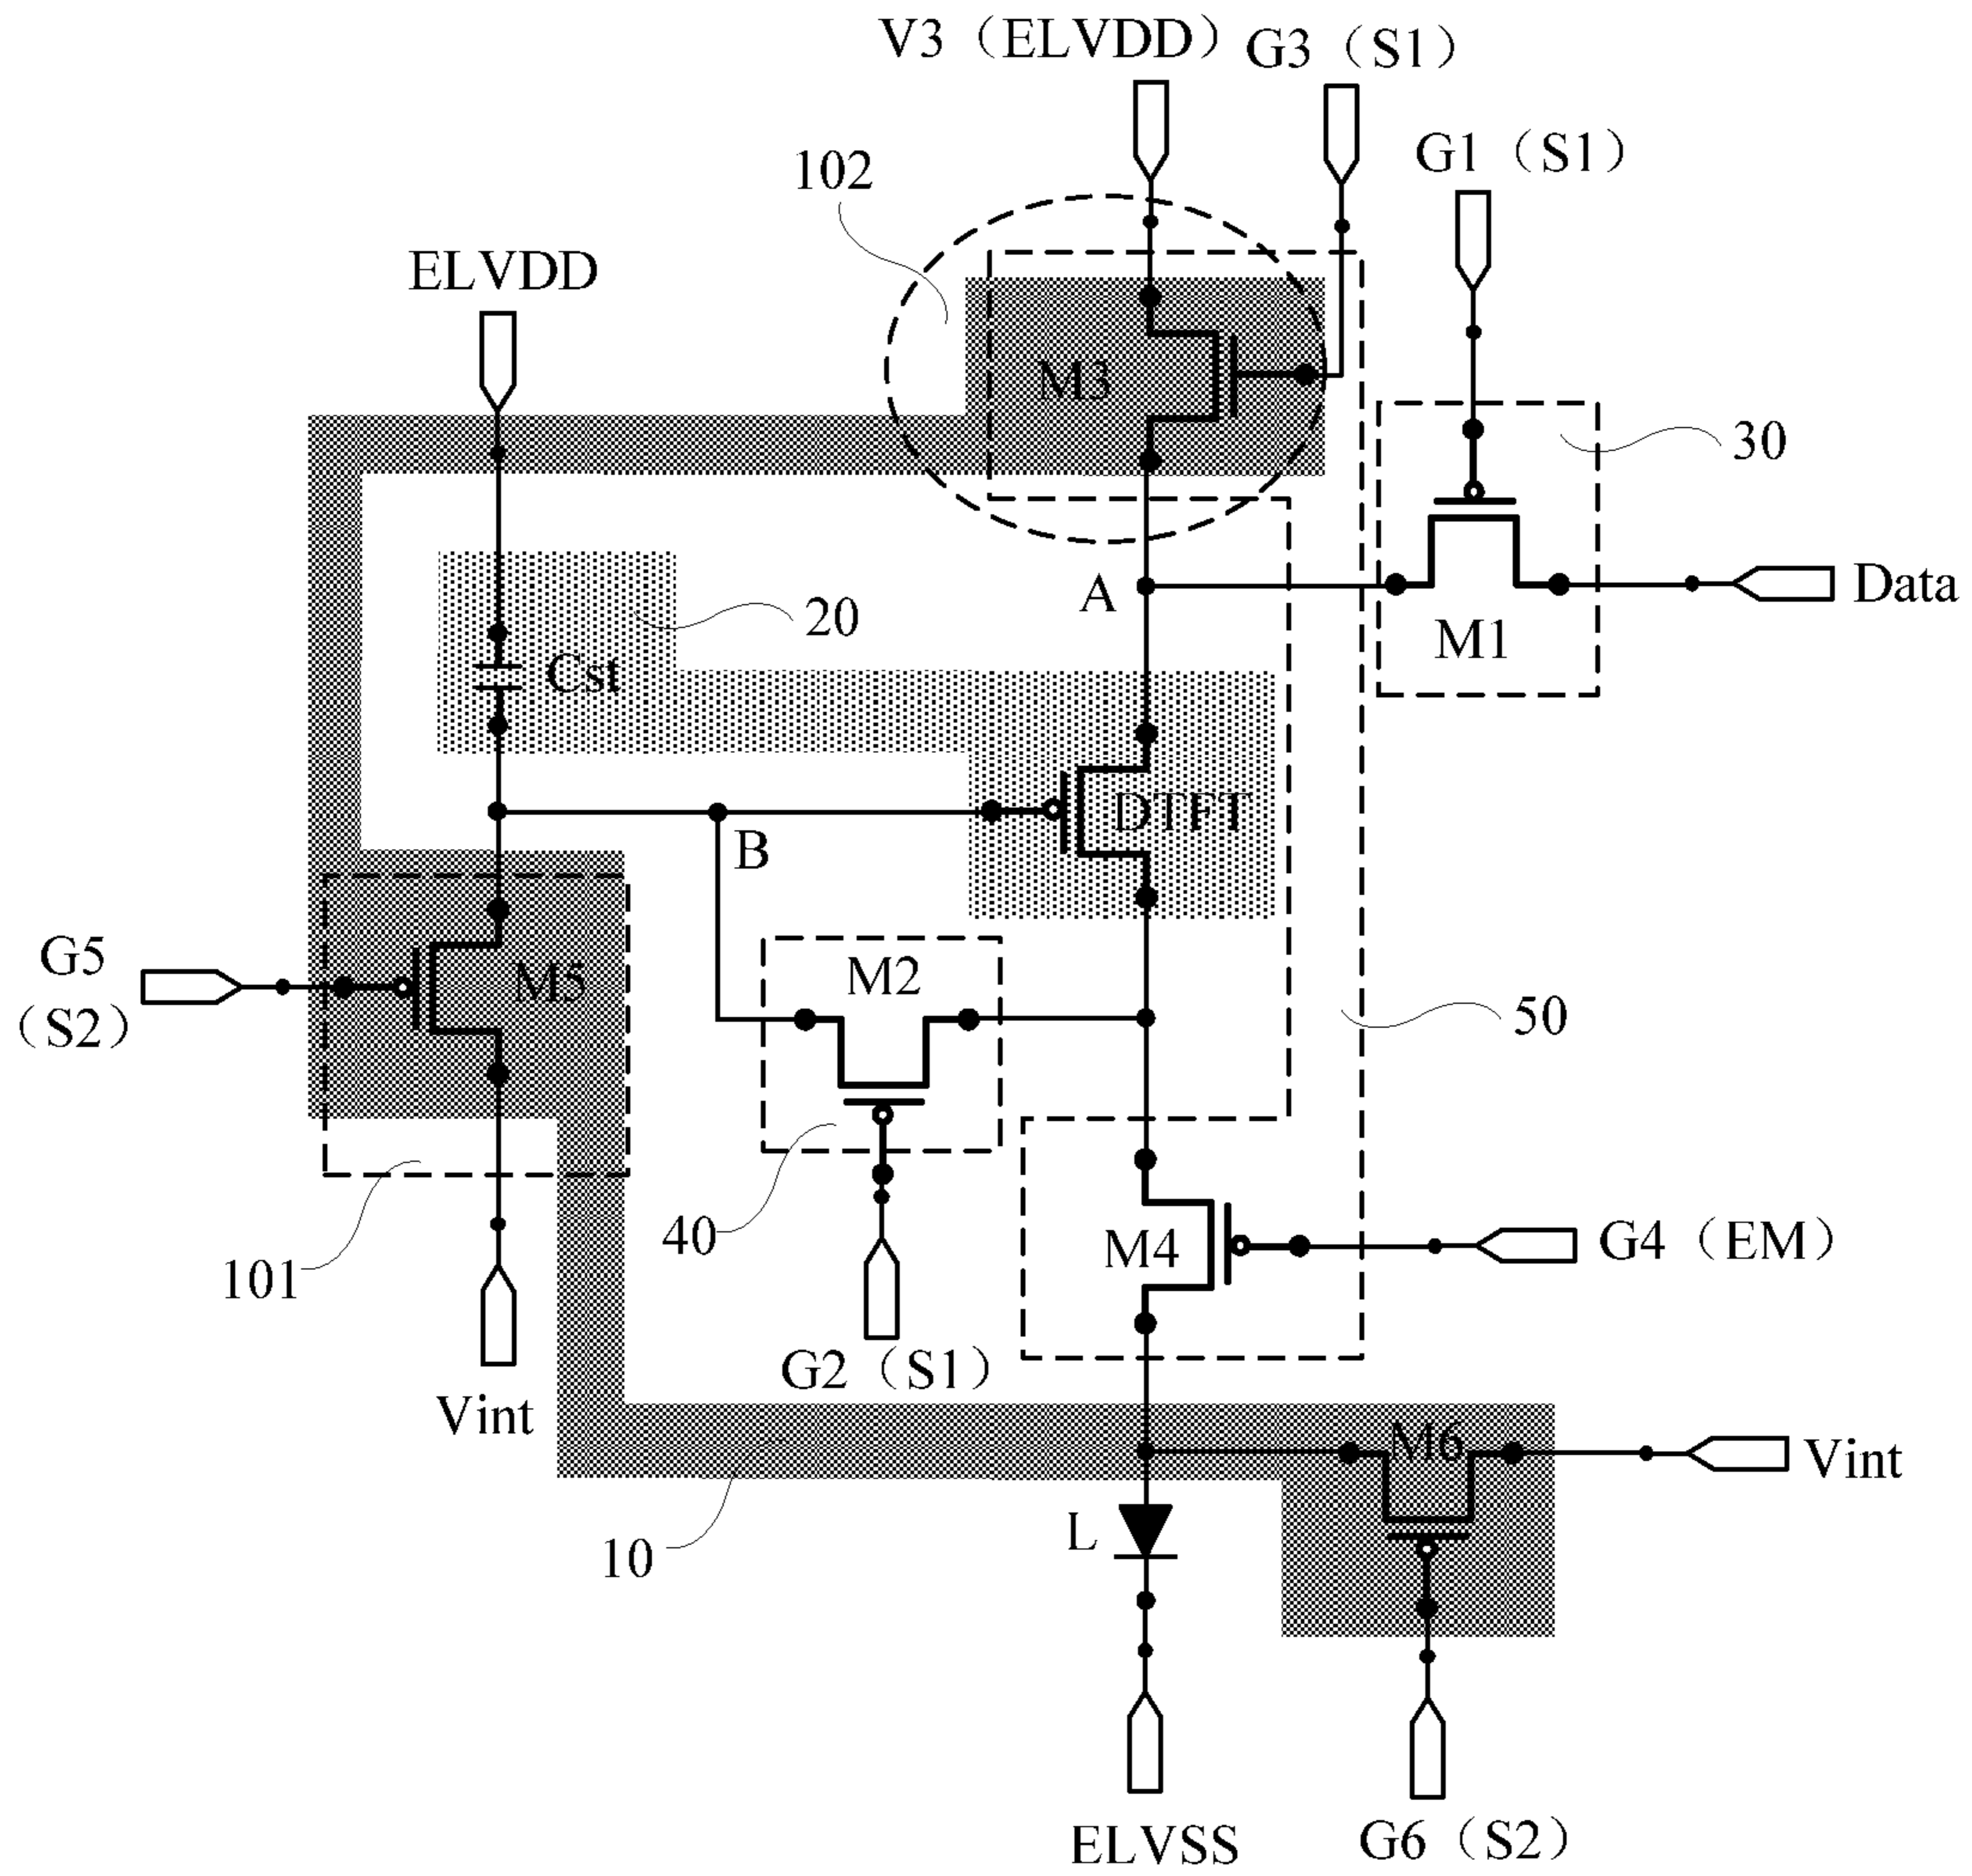 V3（ELVDD）
G3（S1）
G1（S1）
102
ELVDD
M3
30
A
Data
20
M1
Cst
DTFT
B
G5
（S2）
M5
M2
50
40
M4
G4（EM）
101
G2（S1）
Vint
M6
Vint
L
10
ELVSS
G6（S2）